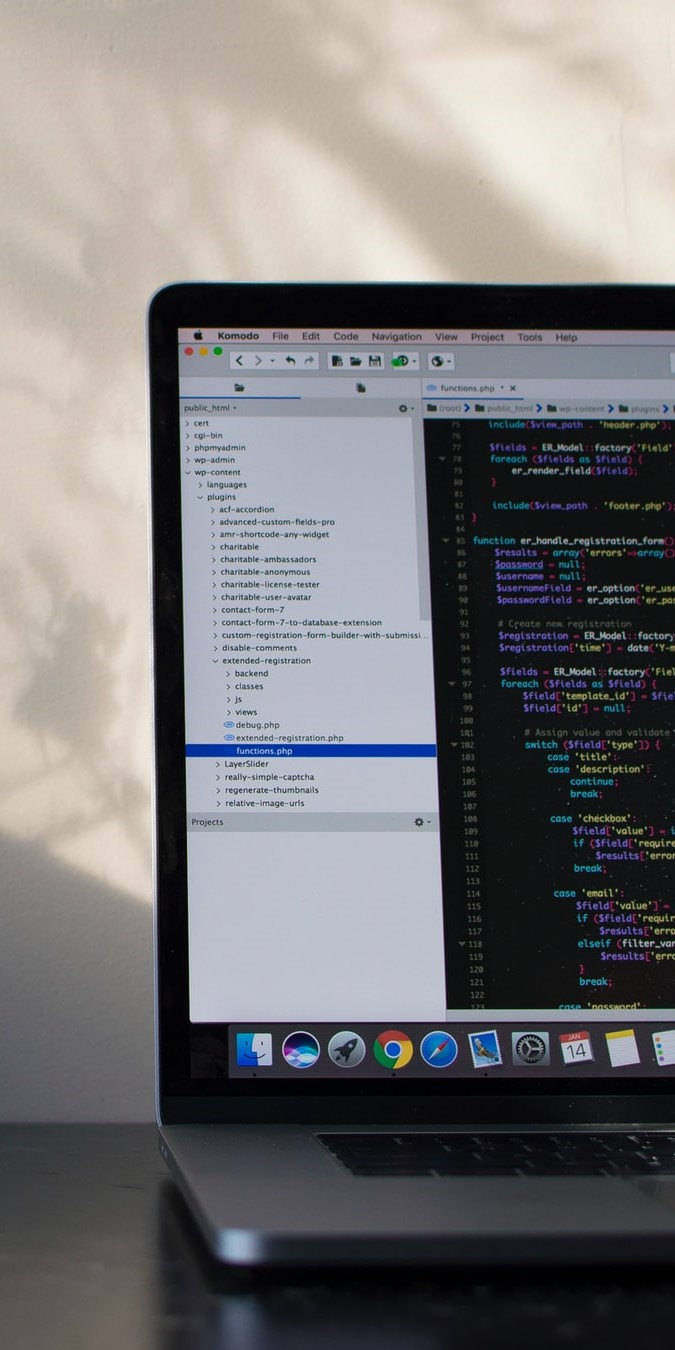 Komodo File Edit Code Navigation View Project Tools Help
functions.php * ×
public_html
(root) public_html wp-content plugins
cert
cgi-bin
phpmyadmin
wp-admin
wp-content
languages
plugins
acf-accordion
advanced-custom-fields-pro
amr-shortcode-any-widget
charitable
charitable-ambassadors
charitable-anonymous
charitable-license-tester
charitable-user-avatar
contact-form-7
contact-form-7-to-database-extension
custom-registration-form-builder-with-submissi...
disable-comments
extended-registration
backend
classes
js
views
debug.php
extended-registration.php
functions.php
LayerSlider
really-simple-captcha
regenerate-thumbnails
relative-image-urls
Projects
75 include($view_path . 'header.php');
76
77 $fields = ER_Model::factory('Field'
78 foreach ($fields as $field) {
79 er_render_field($field);
80 }
81
82 include($view_path . 'footer.php');
83 }
84
85 function er_handle_registration_form()
86 $results = array('errors'=>array()
87 $password = null;
88 $username = null;
89 $usernameField = er_option('er_use
90 $passwordField = er_option('er_pas
91
92 # Create new registration
93 $registration = ER_Model::factory
94 $registration['time'] = date('Y-m
95
96 $fields = ER_Model::factory('Fiel
97 foreach ($fields as $field) {
98 $field['template_id'] = $fie
99 $field['id'] = null;
100
101 # Assign value and validate
102 switch ($field['type']) {
103 case 'title':
104 case 'description':
105 continue;
106 break;
107
108 case 'checkbox':
109 $field['value'] = i
110 if ($field['require
111 $results['error
112 break;
113
114 case 'email':
115 $field['value'] =
116 if ($field['requir
117 $results['erro
118 elseif (filter_var
119 $results['erro
120 }
121 break;
122
123 case 'password':
JAN
14